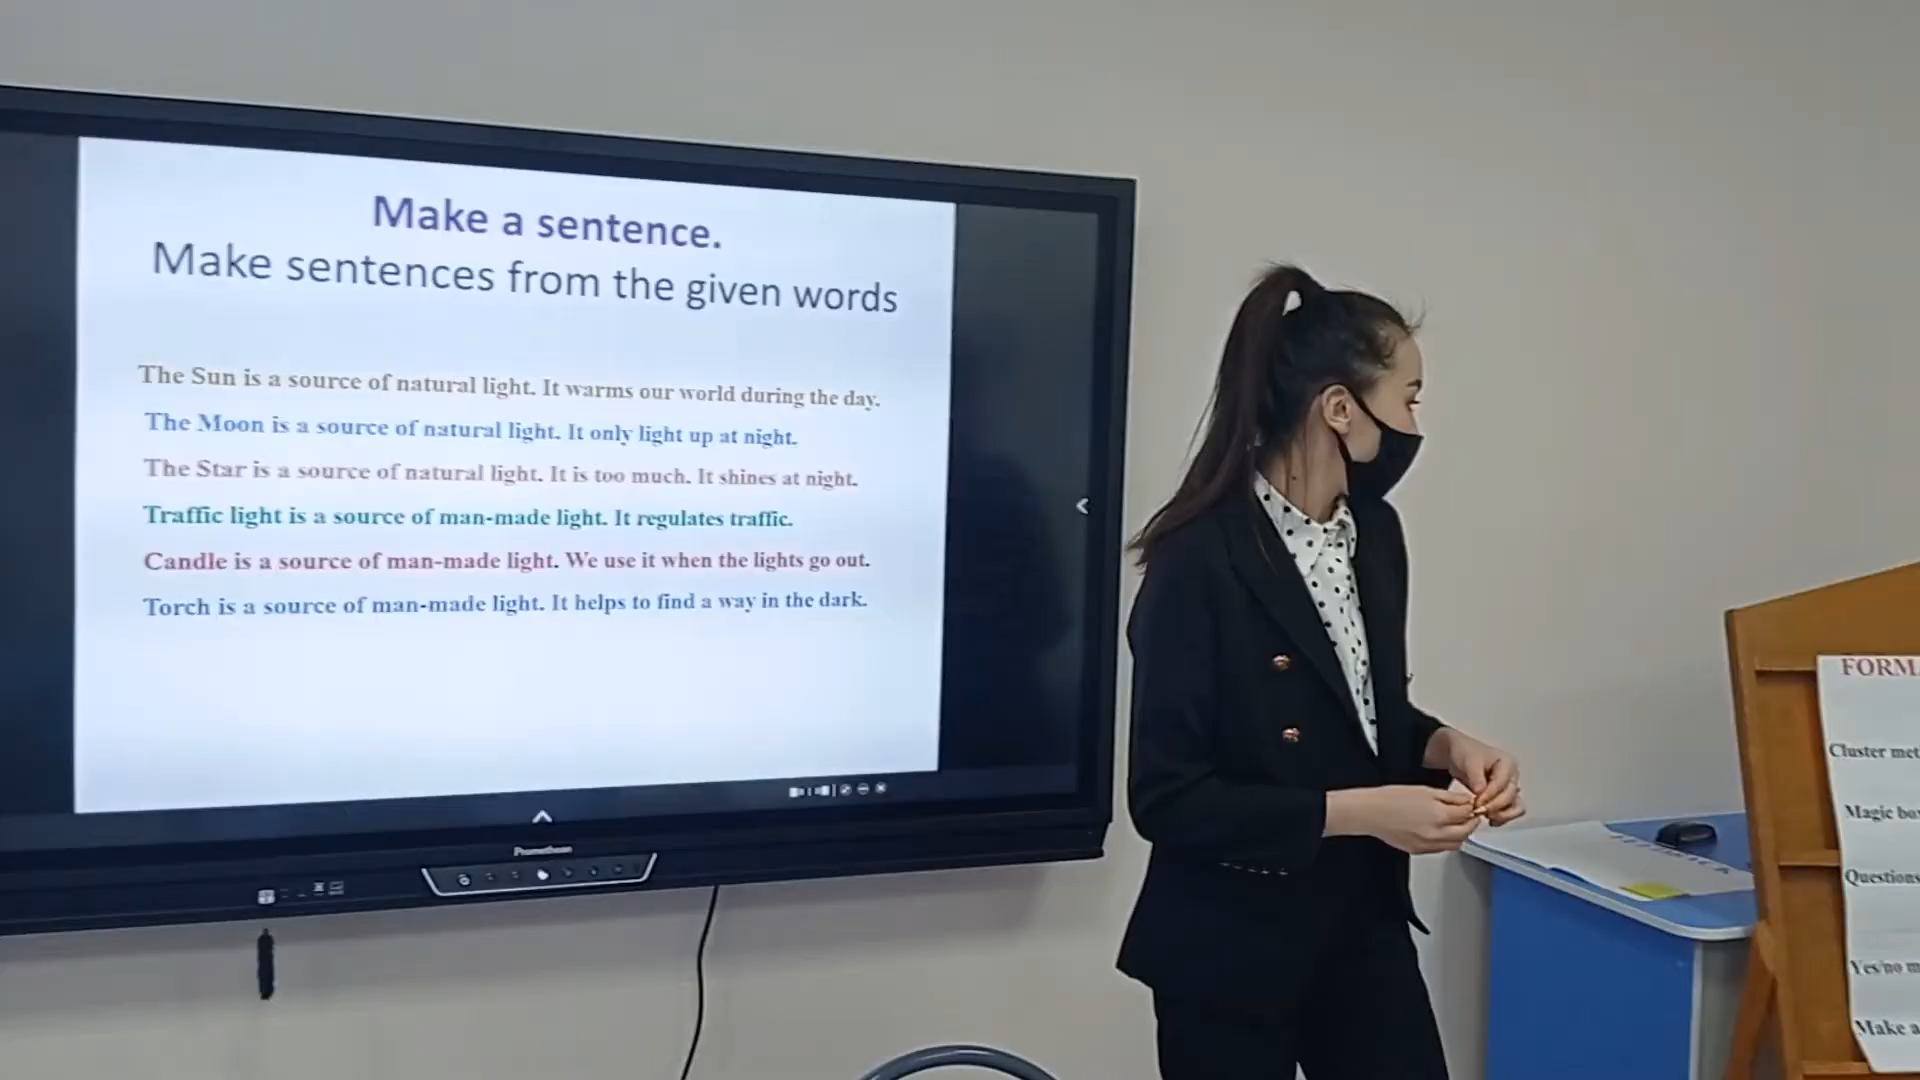 Make a sentence.
Make sentences from the given words
The Sun is a source of natural light. It warms our world during the day.
The Moon is a source of natural light. It only light up at night.
The Star is a source of natural light. It is too much. It shines at night.
Traffic light is a source of man-made light. It regulates traffic.
Candle is a source of man-made light. We use it when the lights go out.
Torch is a source of man-made light. It helps to find a way in the dark.
Promethean
FORMA
Cluster met
Magic box
Questions
Yes/no m
Make a